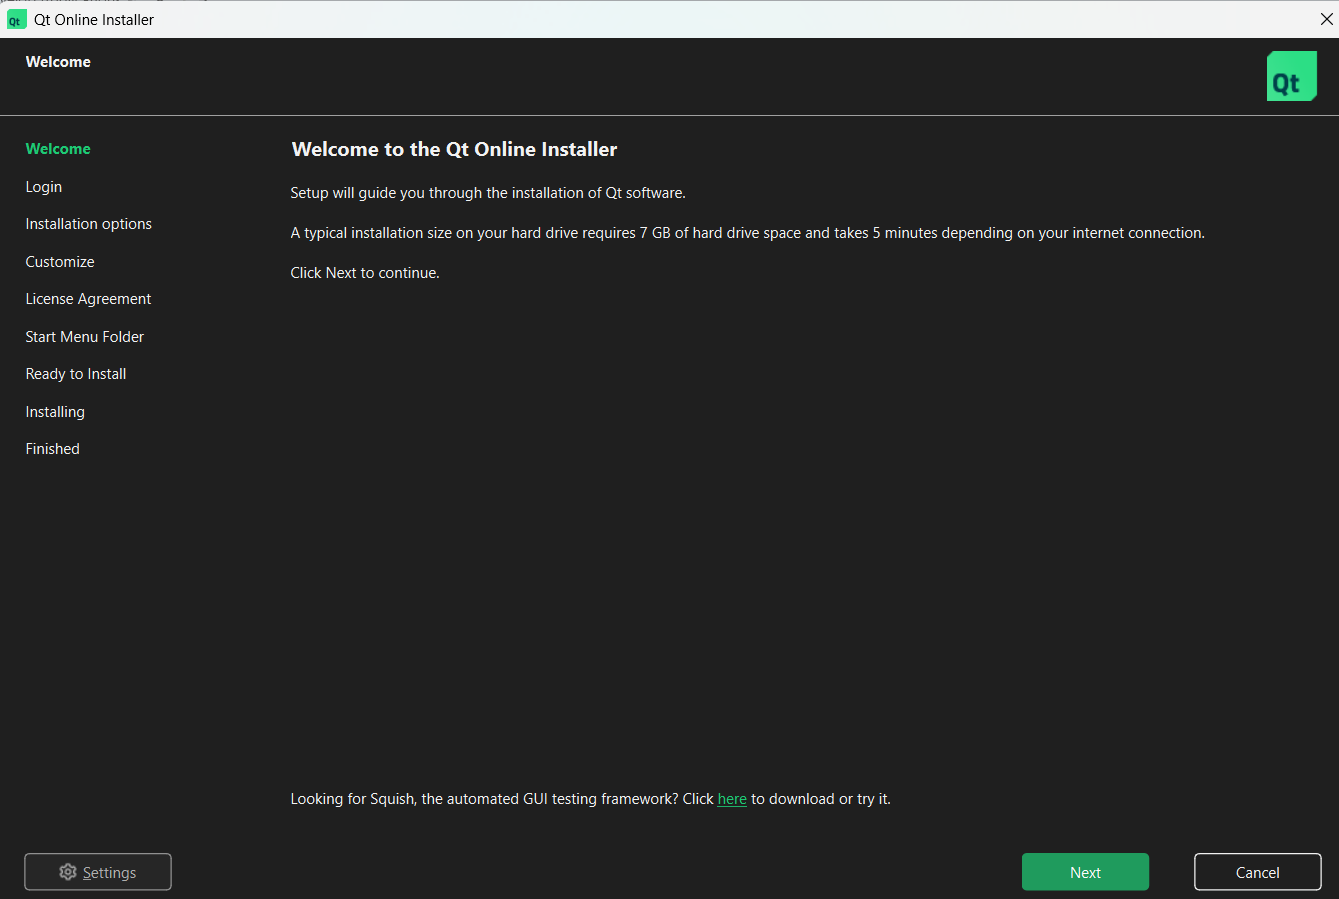 Qt Qt Online Installer
Welcome
Qt
Welcome
Login
Installation options
Customize
License Agreement
Start Menu Folder
Ready to Install
Installing
Finished
Welcome to the Qt Online Installer
Setup will guide you through the installation of Qt software.
A typical installation size on your hard drive requires 7 GB of hard drive space and takes 5 minutes depending on your internet connection.
Click Next to continue.
Looking for Squish, the automated GUI testing framework? Click here to download or try it.
Settings
Next
Cancel